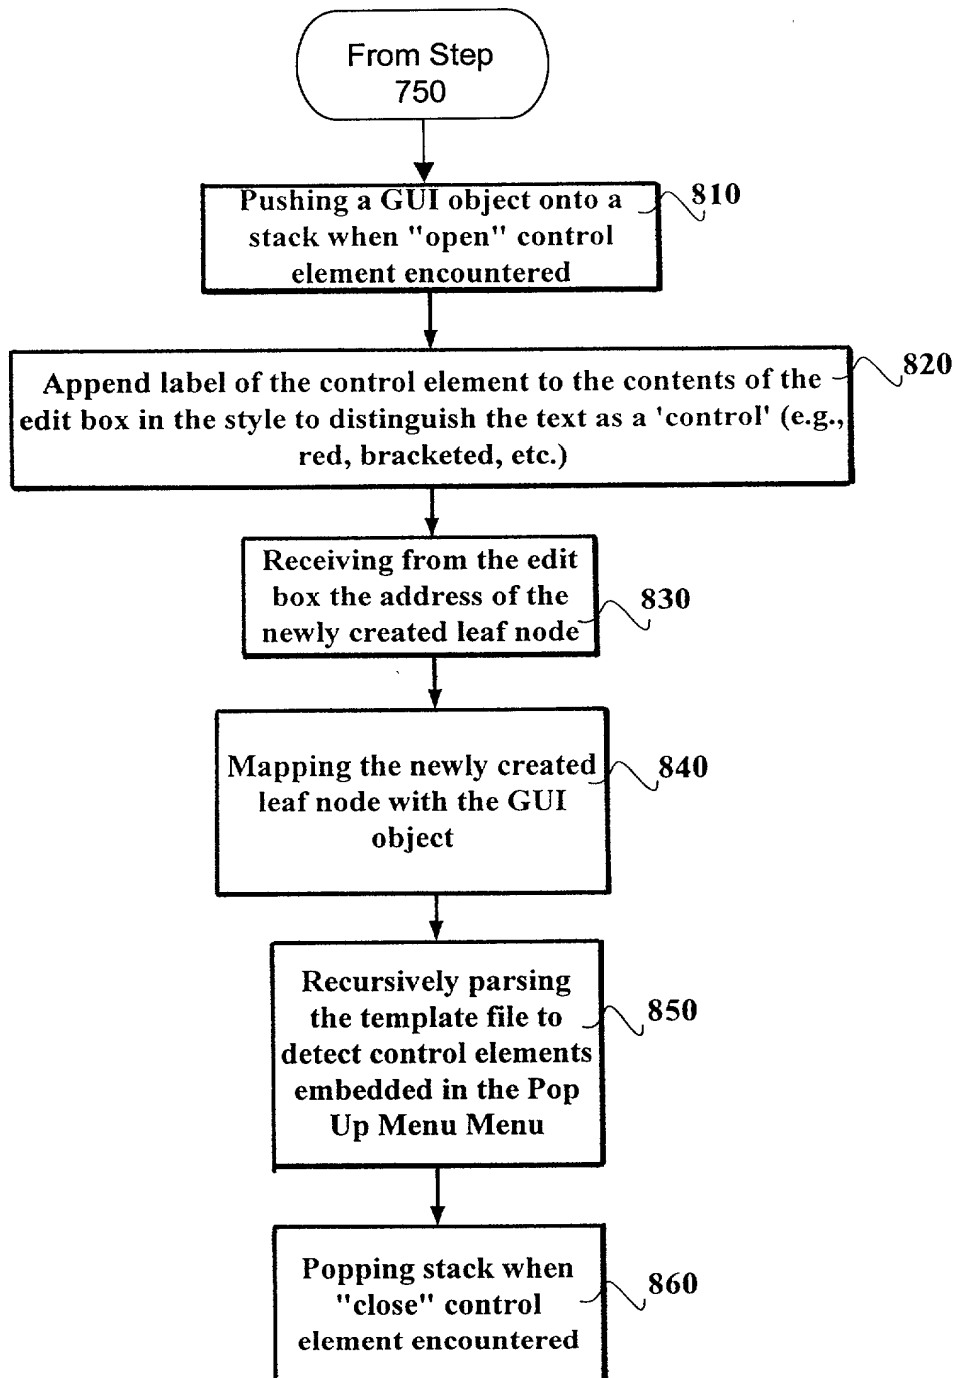 From Step
750
Pushing a GUI object onto a
stack when "open" control
element encountered
810
Append label of the control element to the contents of the
edit box in the style to distinguish the text as a 'control' (e.g.,
red, bracketed, etc.)
820
Receiving from the edit
box the address of the
newly created leaf node
830
Mapping the newly created
leaf node with the GUI
object
840
Recursively parsing
the template file to
detect control elements
embedded in the Pop
Up Menu Menu
850
Popping stack when
"close" control
element encountered
860